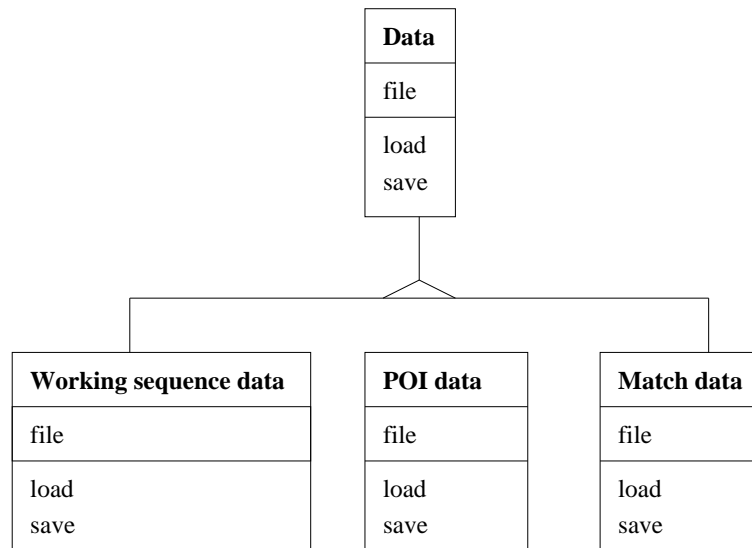 Data
file
load
save
Working sequence data
file
load
save
POI data
file
load
save
Match data
file
load
save